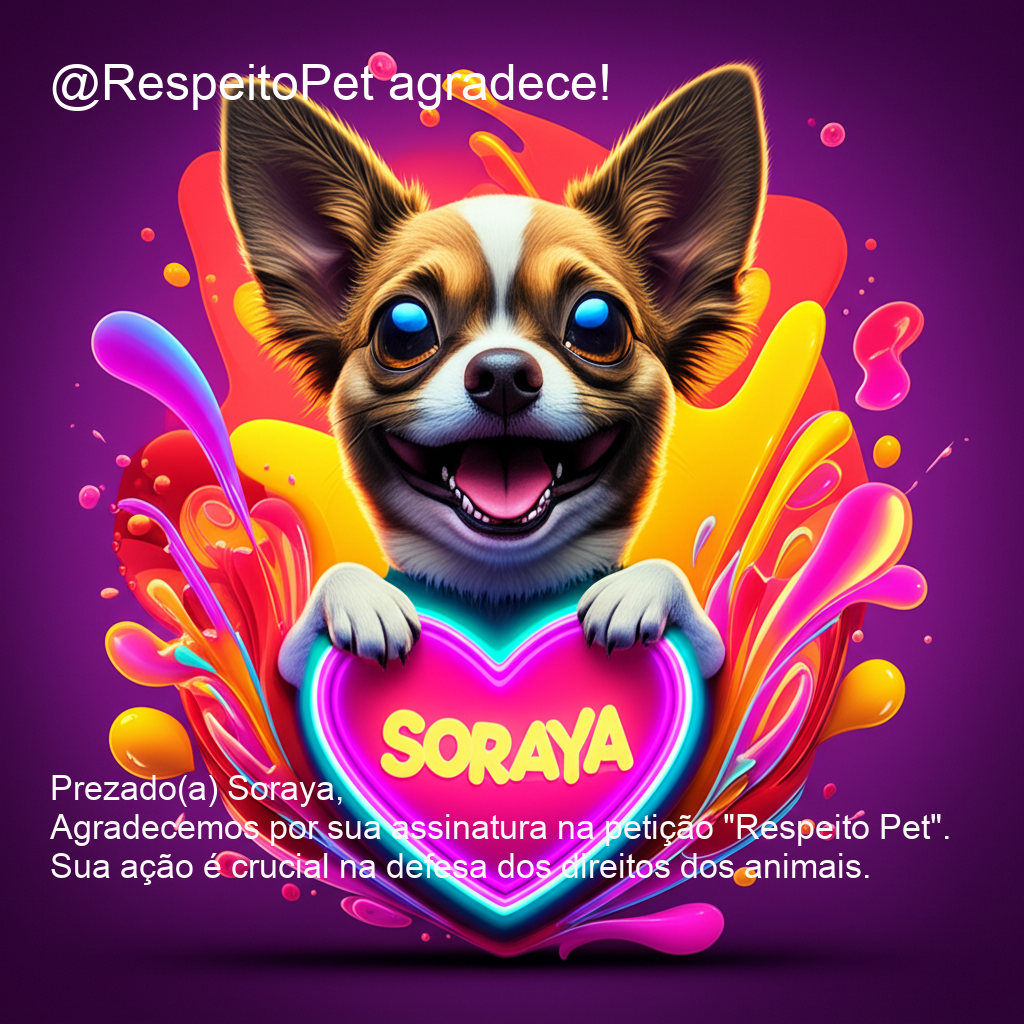 @RespeitoPet agradece!
SORAYA
Prezado(a) Soraya,
Agradecemos por sua assinatura na petição "Respeito Pet".
Sua ação é crucial na defesa dos direitos dos animais.